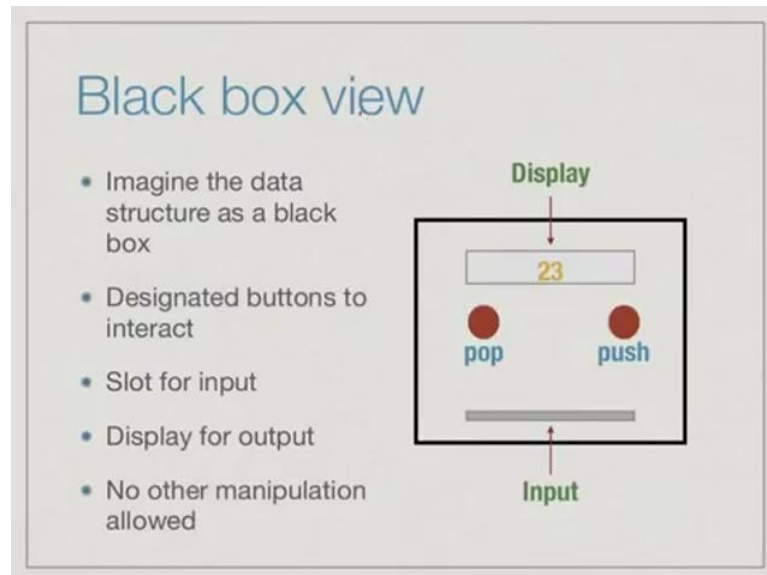 Black box view
• Imagine the data
structure as a black
box
• Designated buttons to
interact
• Slot for input
• Display for output
• No other manipulation
allowed
Display
23
pop push
Input